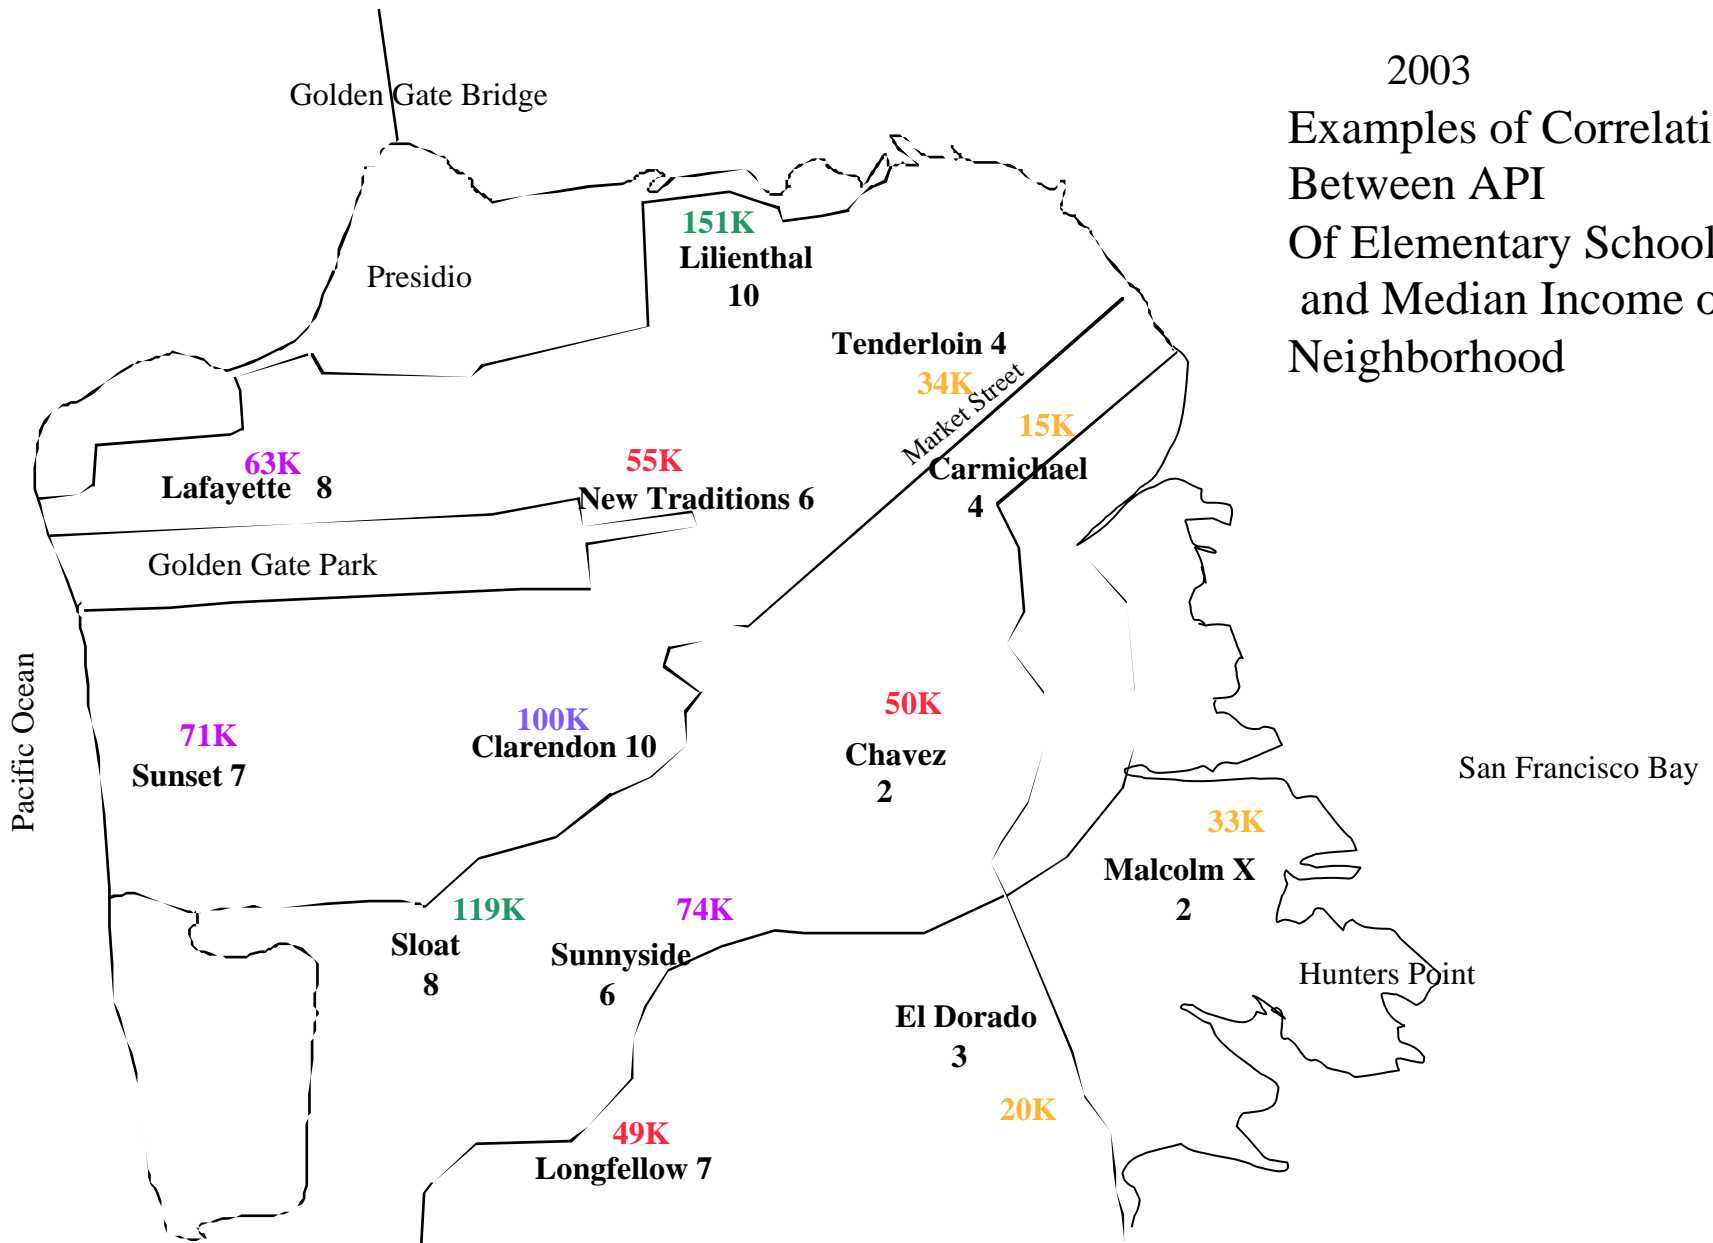 2003
Examples of Correlati
Between API
Of Elementary School
and Median Income o
Neighborhood
Golden Gate Bridge
151K
Lilienthal
10
Presidio
Tenderloin 4
34K
Market Street
15K
Carmichael
4
63K
Lafayette 8
55K
New Traditions 6
Golden Gate Park
Pacific Ocean
71K
Sunset 7
100K
Clarendon 10
50K
Chavez
2
San Francisco Bay
33K
Malcolm X
2
119K
Sloat
8
74K
Sunnyside
6
Hunters Point
El Dorado
3
20K
49K
Longfellow 7